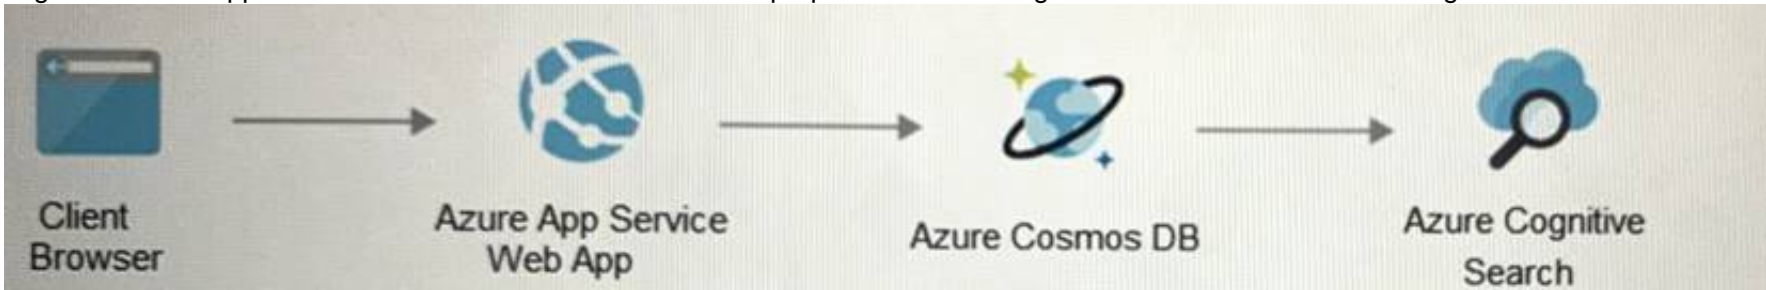 Client
Browser
Azure App Service
Web App
Azure Cosmos DB
Azure Cognitive
Search